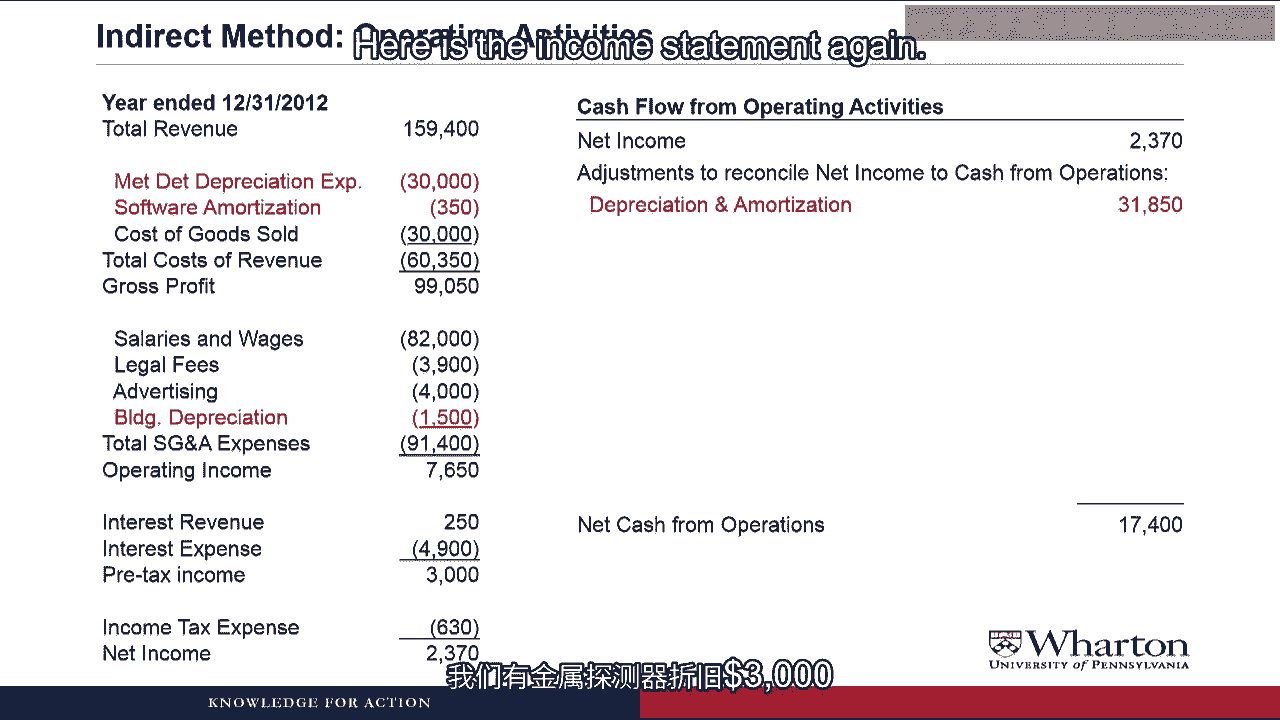 Indirect Method: Operating Activities
Here is the income statement again.
Year ended 12/31/2012
Total Revenue 159,400
Met Det Depreciation Exp. (30,000)
Software Amortization (350)
Cost of Goods Sold (30,000)
Total Costs of Revenue (60,350)
Gross Profit 99,050
Salaries and Wages (82,000)
Legal Fees (3,900)
Advertising (4,000)
Bldg. Depreciation (1,500)
Total SG&A Expenses (91,400)
Operating Income 7,650
Interest Revenue 250
Interest Expense (4,900)
Pre-tax income 3,000
Income Tax Expense (630)
Net Income 2,370
Cash Flow from Operating Activities
Net Income 2,370
Adjustments to reconcile Net Income to Cash from Operations:
Depreciation & Amortization 31,850
Net Cash from Operations 17,400
Wharton
UNIVERSITY of PENNSYLVANIA
我们有金属探测器折旧$3,000
KNOWLEDGE FOR ACTION